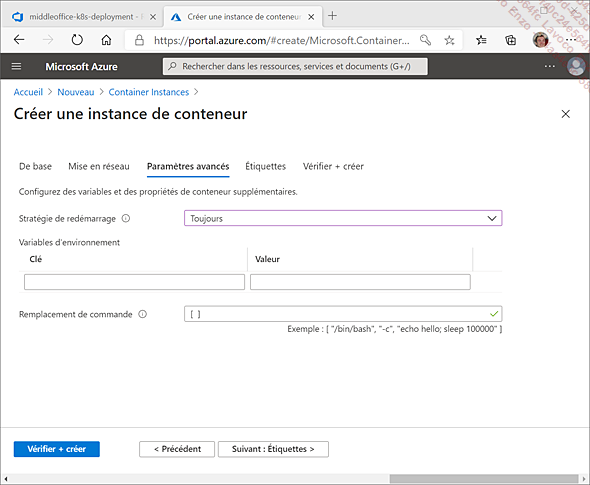 middleoffice-k8s-deployment - 
Créer une instance de conteneur
https://portal.azure.com/#create/Microsoft.Container...
Microsoft Azure
Rechercher dans les ressources, services et documents (G+/)
Accueil > Nouveau > Container Instances >
Créer une instance de conteneur
De base Mise en réseau Paramètres avancés Étiquettes Vérifier + créer
Configurez des variables et des propriétés de conteneur supplémentaires.
Stratégie de redémarrage Toujours
Variables d'environnement
Clé Valeur
Remplacement de commande [ ]
Exemple : [ "/bin/bash", "-c", "echo hello; sleep 100000" ]
Vérifier + créer < Précédent Suivant : Étiquettes >